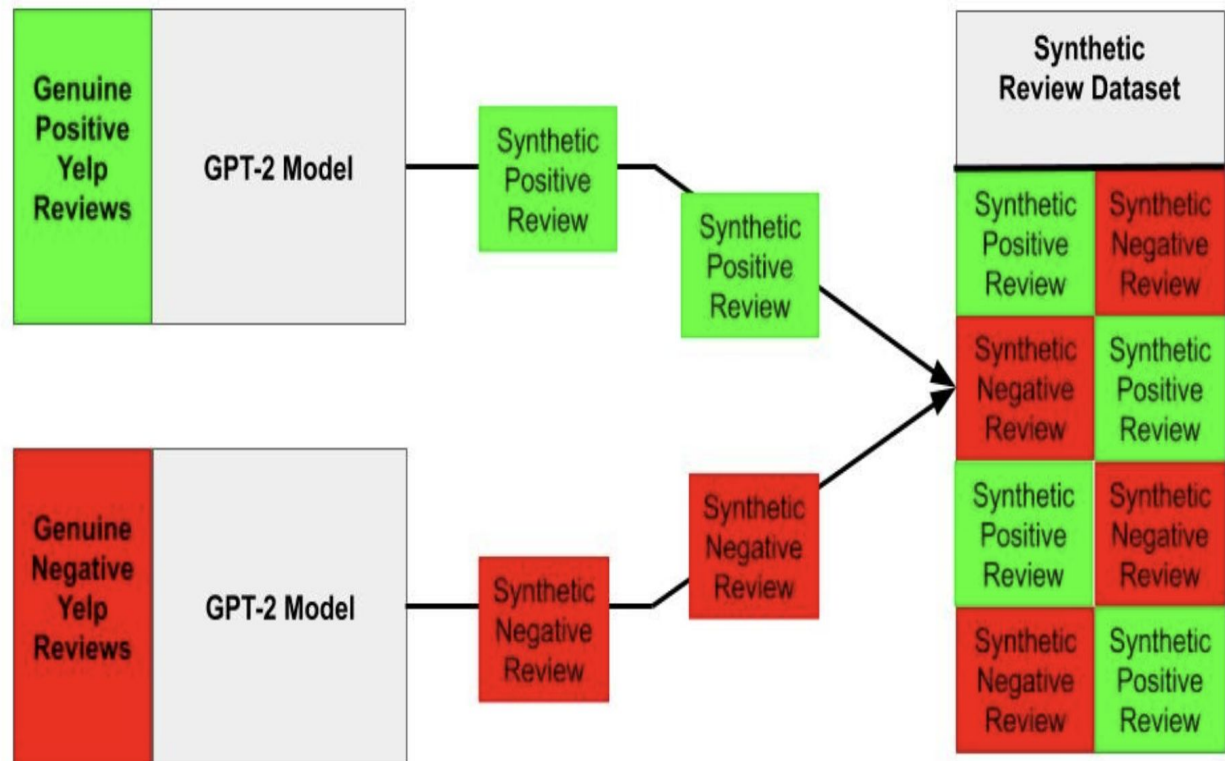 Genuine
Positive
Yelp
Reviews
GPT-2 Model
Synthetic
Positive
Review
Synthetic
Positive
Review
Genuine
Negative
Yelp
Reviews
GPT-2 Model
Synthetic
Negative
Review
Synthetic
Negative
Review
Synthetic
Review Dataset
Synthetic
Positive
Review
Synthetic
Negative
Review
Synthetic
Negative
Review
Synthetic
Positive
Review
Synthetic
Positive
Review
Synthetic
Negative
Review
Synthetic
Negative
Review
Synthetic
Positive
Review